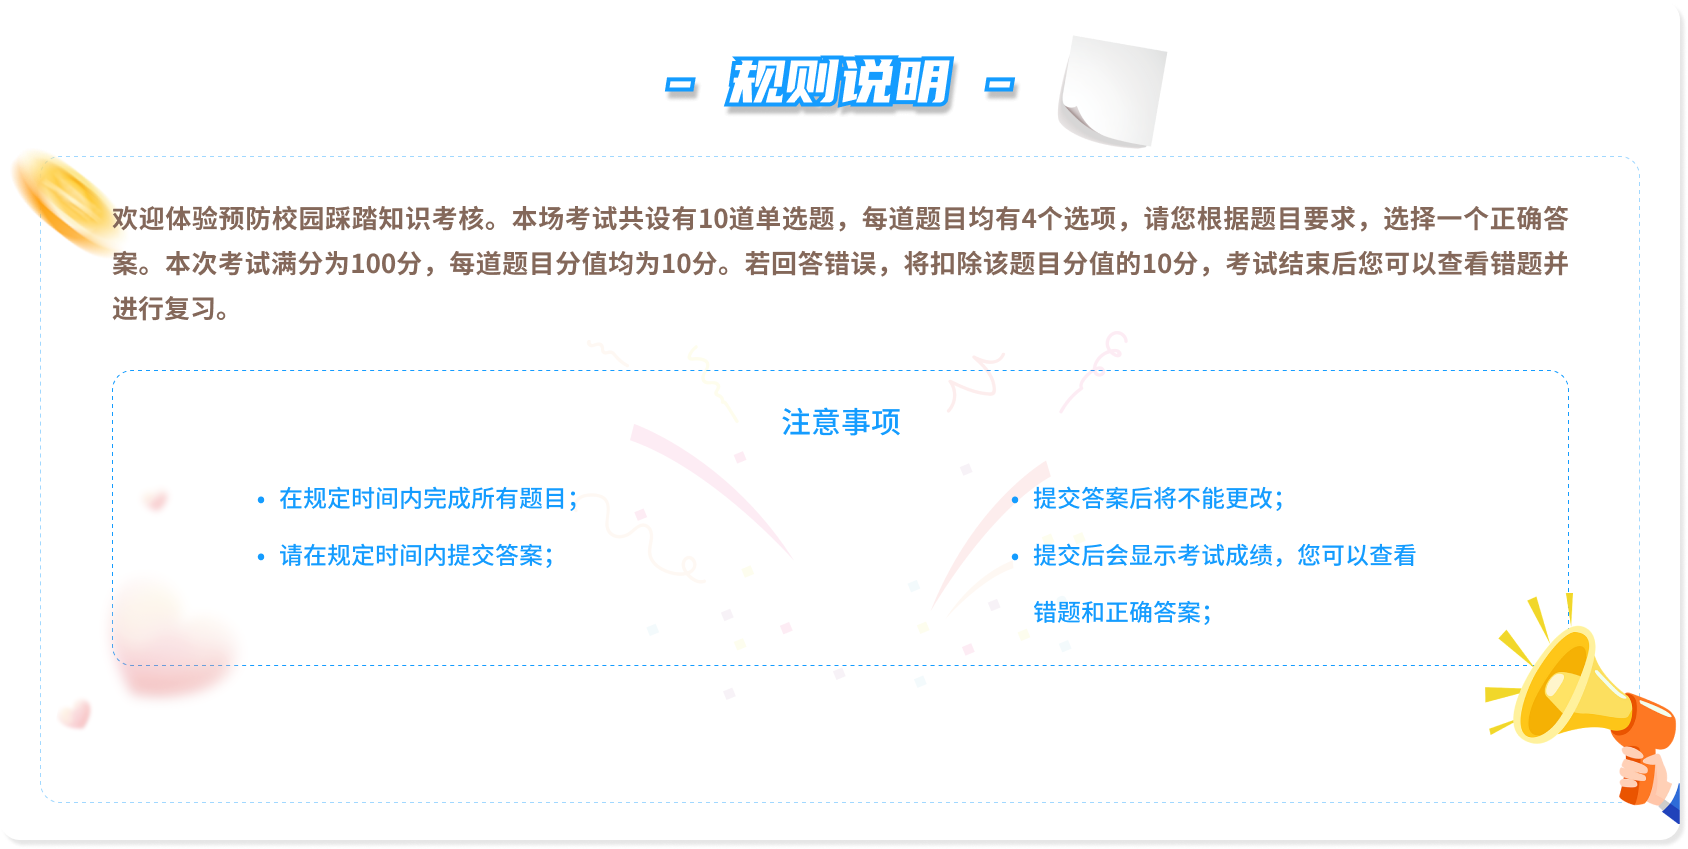 - 规则说明 -
欢迎体验预防校园踩踏知识考核。本场考试共设有10道单选题，每道题目均有4个选项，请您根据题目要求，选择一个正确答
案。本次考试满分为100分，每道题目分值均为10分。若回答错误，将扣除该题目分值的10分，考试结束后您可以查看错题并
进行复习。
注意事项
• 在规定时间内完成所有题目；
• 请在规定时间内提交答案；
• 提交答案后将不能更改；
• 提交后会显示考试成绩，您可以查看
错题和正确答案；